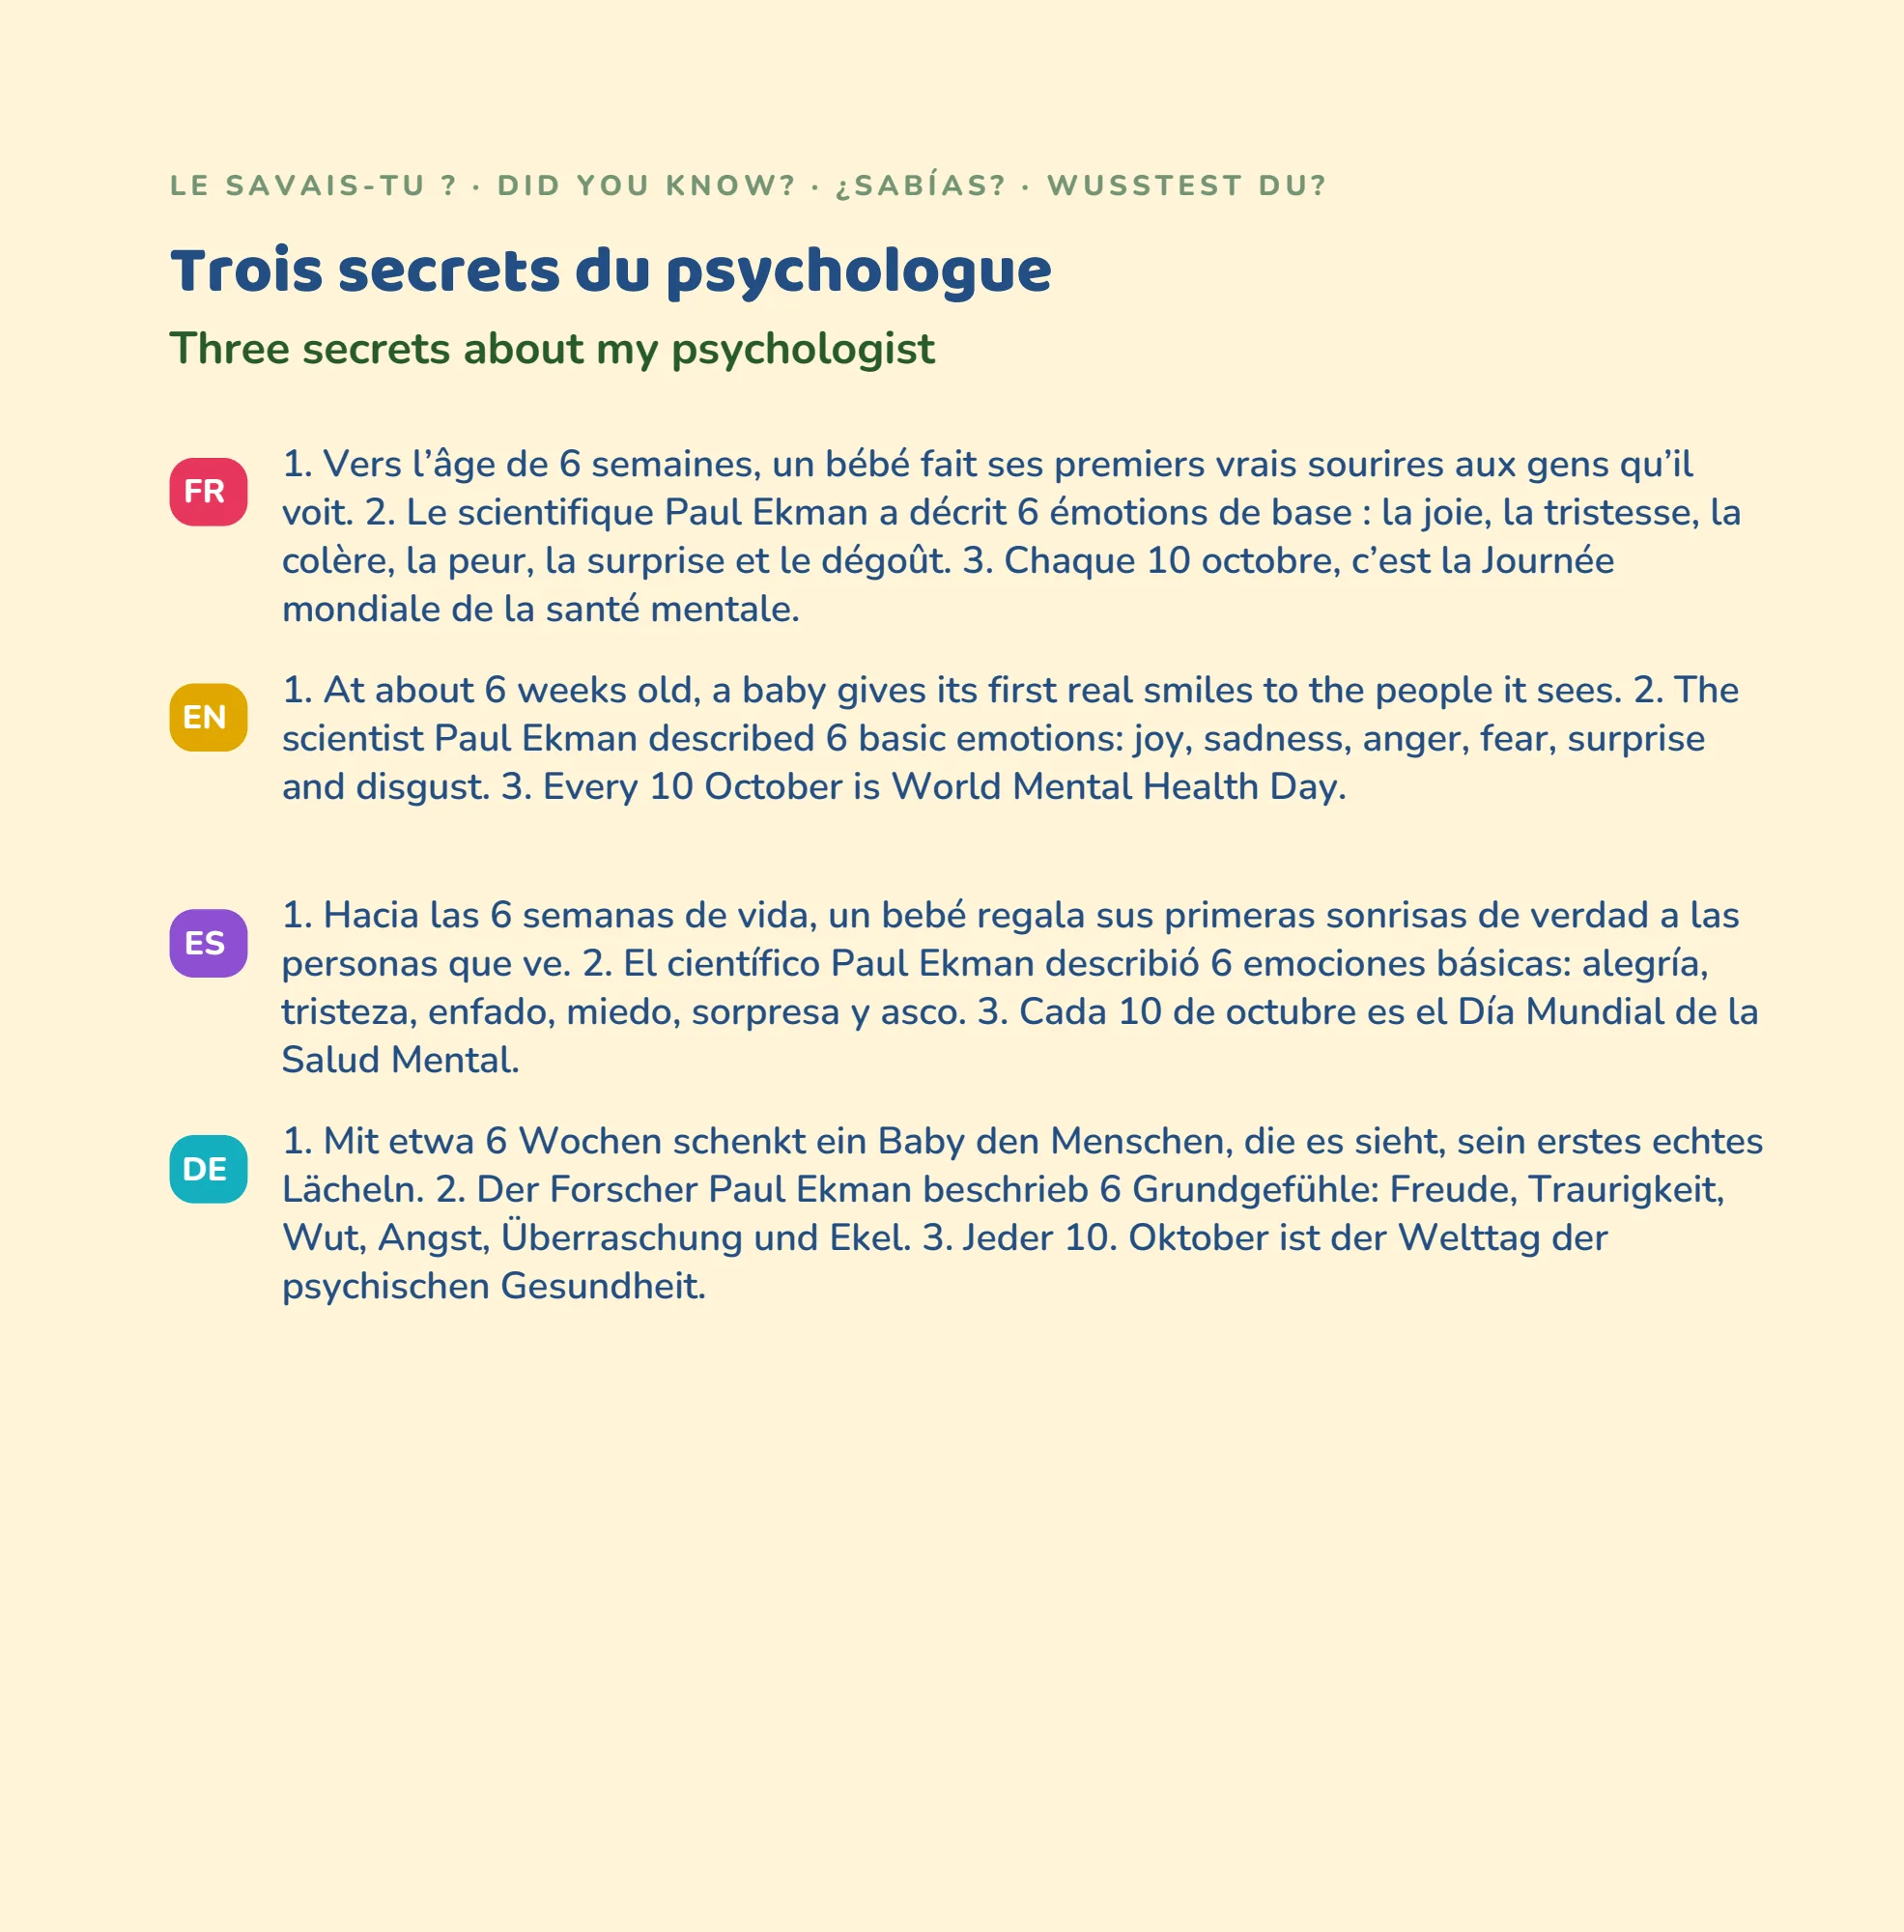 LE SAVAIS-TU ? · DID YOU KNOW? · ¿SABÍAS? · WUSSTEST DU?
Trois secrets du psychologue
Three secrets about my psychologist
FR
1. Vers l’âge de 6 semaines, un bébé fait ses premiers vrais sourires aux gens qu’il
voit. 2. Le scientifique Paul Ekman a décrit 6 émotions de base : la joie, la tristesse, la
colère, la peur, la surprise et le dégoût. 3. Chaque 10 octobre, c’est la Journée
mondiale de la santé mentale.
EN
1. At about 6 weeks old, a baby gives its first real smiles to the people it sees. 2. The
scientist Paul Ekman described 6 basic emotions: joy, sadness, anger, fear, surprise
and disgust. 3. Every 10 October is World Mental Health Day.
ES
1. Hacia las 6 semanas de vida, un bebé regala sus primeras sonrisas de verdad a las
personas que ve. 2. El científico Paul Ekman describió 6 emociones básicas: alegría,
tristeza, enfado, miedo, sorpresa y asco. 3. Cada 10 de octubre es el Día Mundial de la
Salud Mental.
DE
1. Mit etwa 6 Wochen schenkt ein Baby den Menschen, die es sieht, sein erstes echtes
Lächeln. 2. Der Forscher Paul Ekman beschrieb 6 Grundgefühle: Freude, Traurigkeit,
Wut, Angst, Überraschung und Ekel. 3. Jeder 10. Oktober ist der Welttag der
psychischen Gesundheit.